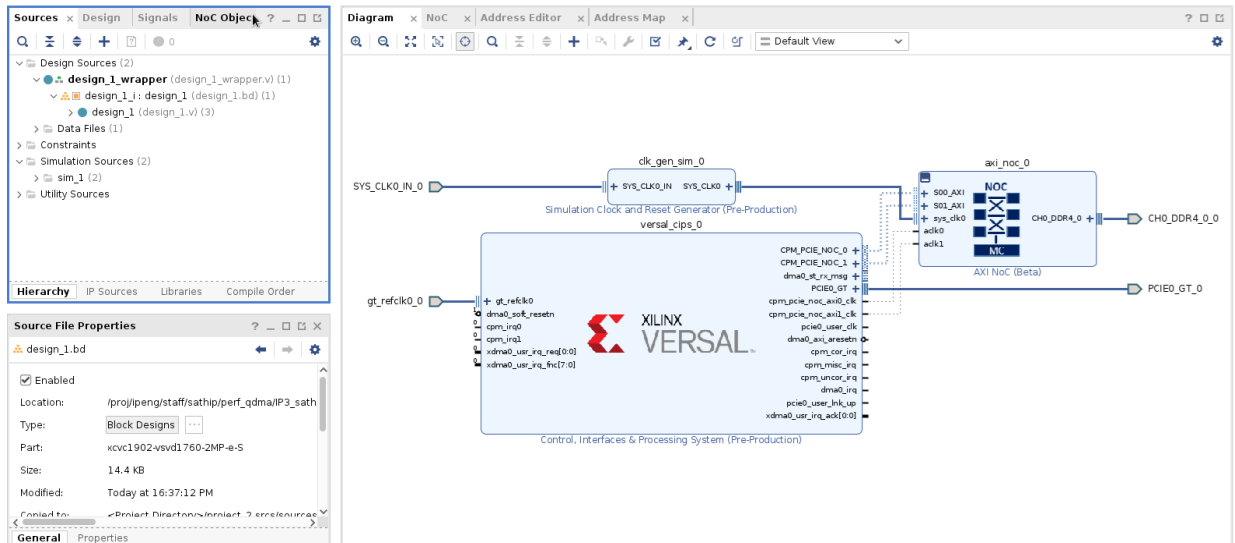 Sources × Design Signals NoC Objec ? _
Design Sources (2)
design_1_wrapper (design_1_wrapper.v) (1)
design_1_i : design_1 (design_1.bd) (1)
design_1 (design_1.v) (3)
Data Files (1)
Constraints
Simulation Sources (2)
sim_1 (2)
Utility Sources
Hierarchy IP Sources Libraries Compile Order
Source File Properties ? _ ×
design_1.bd
Enabled
Location: /proj/ipeng/staff/sathip/perf_qdma/IP3_sath
Type: Block Designs ...
Part: xcvc1902-vsvd1760-2MP-e-S
Size: 14.4 KB
Modified: Today at 16:37:12 PM
Copied to: <Project Directory>/project_2.srcs/sources
General Properties
Diagram × NoC × Address Editor × Address Map ×
Default View
0
SYS_CLK0_IN_0
clk_gen_sim_0
SYS_CLK0_IN SYS_CLK0
Simulation Clock and Reset Generator (Pre-Production)
axi_noc_0
S00_AXI
S01_AXI
sys_clk0
aclk0
aclk1
NOC
MC
CH0_DDR4_0
AXI NoC (Beta)
CH0_DDR4_0_0
versal_cips_0
gt_refclk0_0
gt_refclk0
dma0_soft_resetn
cpm_irq0
cpm_irq1
xdma0_usr_irq_req[0:0]
xdma0_usr_irq_fnc[7:0]
XILINX
VERSAL
CPM_PCIE_NOC_0
CPM_PCIE_NOC_1
dma0_st_rx_msg
PCIE0_GT
cpm_pcie_noc_axi0_clk
cpm_pcie_noc_axi1_clk
pcie0_user_clk
dma0_axi_aresetn
cpm_cor_irq
cpm_misc_irq
cpm_uncor_irq
dma0_irq
pcie0_user_lnk_up
xdma0_usr_irq_ack[0:0]
Control, Interfaces & Processing System (Pre-Production)
PCIE0_GT_0